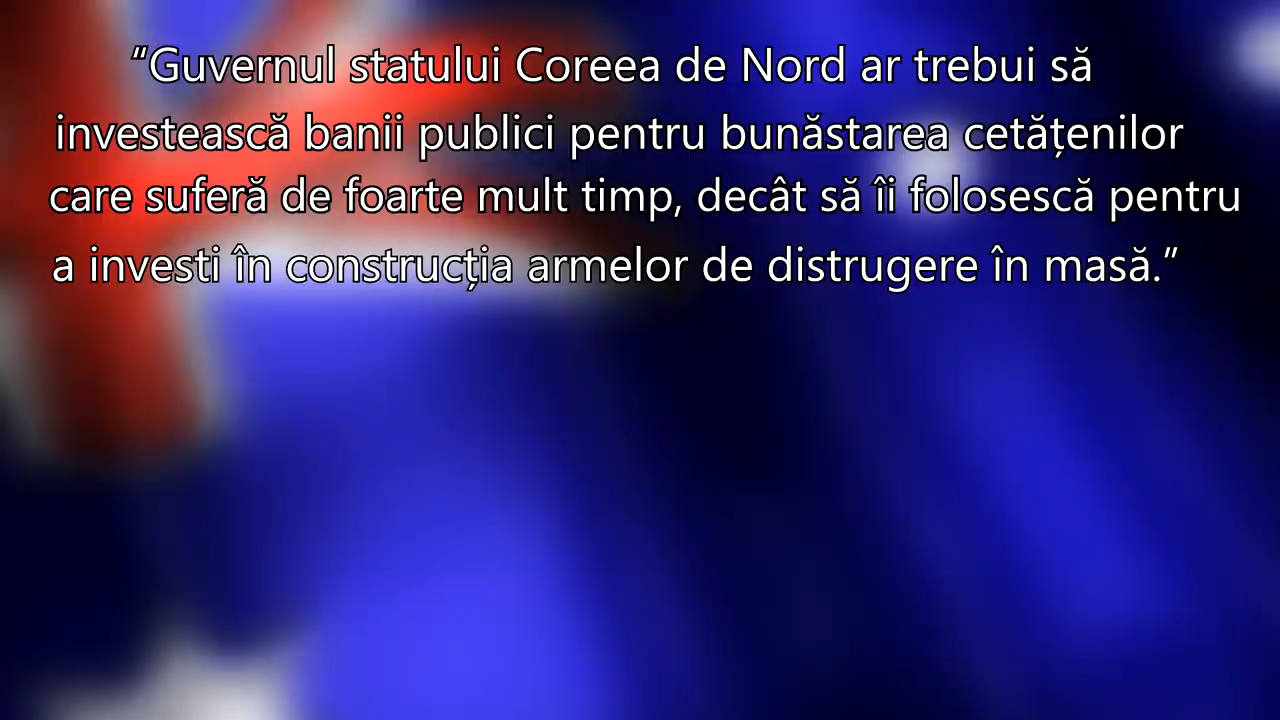 “Guvernul statului Coreea de Nord ar trebui să
investească banii publici pentru bunăstarea cetățenilor
care suferă de foarte mult timp, decât să îi folosescă pentru
a investi în construcția armelor de distrugere în masă.”